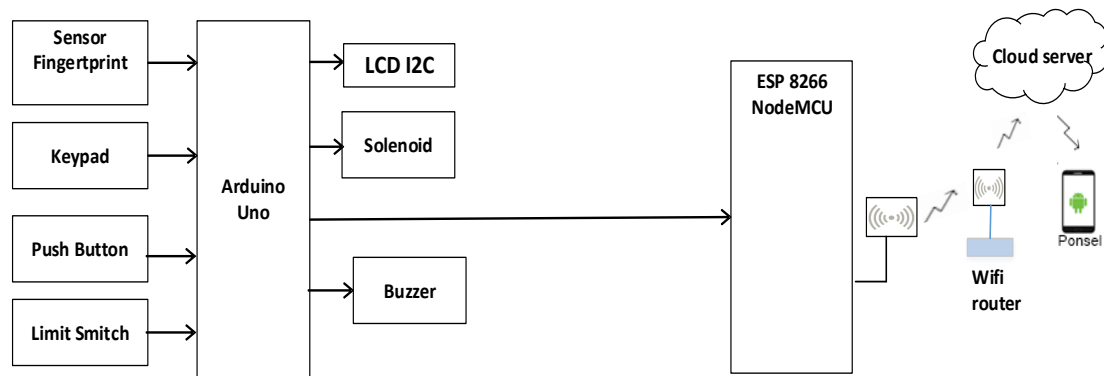 Sensor
Fingertprint
Keypad
Push Button
Limit Smitch
Arduino
Uno
LCD I2C
Solenoid
Buzzer
ESP 8266
NodeMCU
Cloud server
Wifi
router
Ponsel